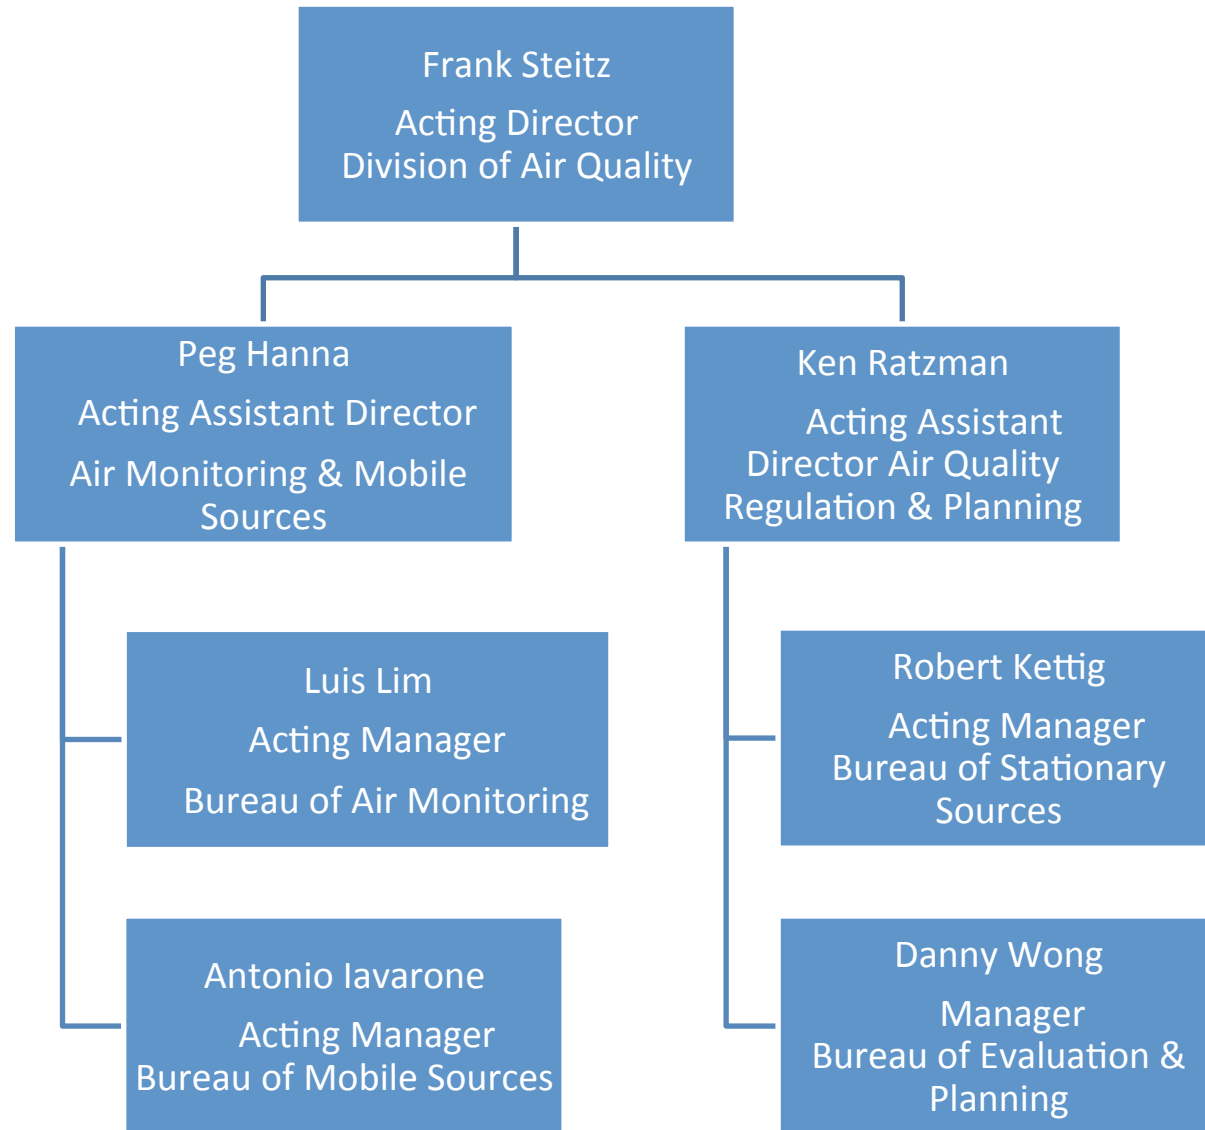 Frank Steitz
Acting Director
Division of Air Quality
Peg Hanna
Acting Assistant Director
Air Monitoring & Mobile
Sources
Ken Ratzman
Acting Assistant
Director Air Quality
Regulation & Planning
Luis Lim
Acting Manager
Bureau of Air Monitoring
Robert Kettig
Acting Manager
Bureau of Stationary
Sources
Antonio Iavarone
Acting Manager
Bureau of Mobile Sources
Danny Wong
Manager
Bureau of Evaluation &
Planning